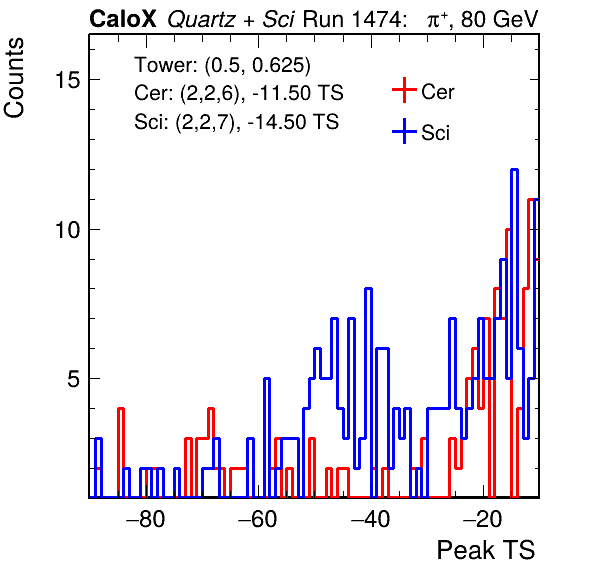 CaloX Quartz + Sci Run 1474: π⁺, 80 GeV
Counts
Tower: (0.5, 0.625)
Cer: (2,2,6), -11.50 TS
Sci: (2,2,7), -14.50 TS
Cer
Sci
15
10
5
−80 −60 −40 −20
Peak TS